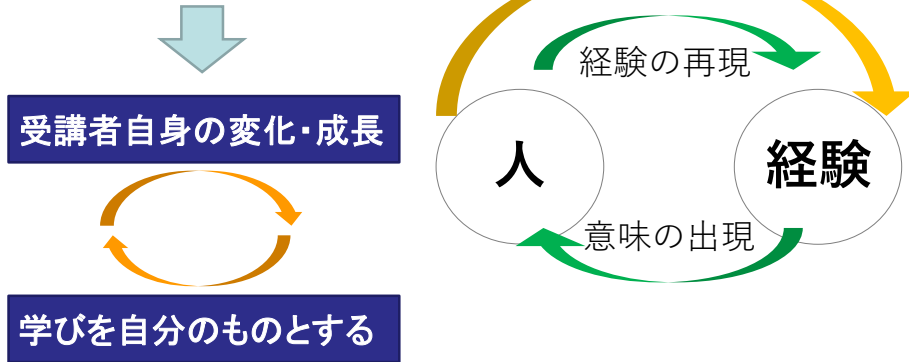 受講者自身の変化・成長
学びを自分のものとする
経験の再現
人
経験
意味の出現